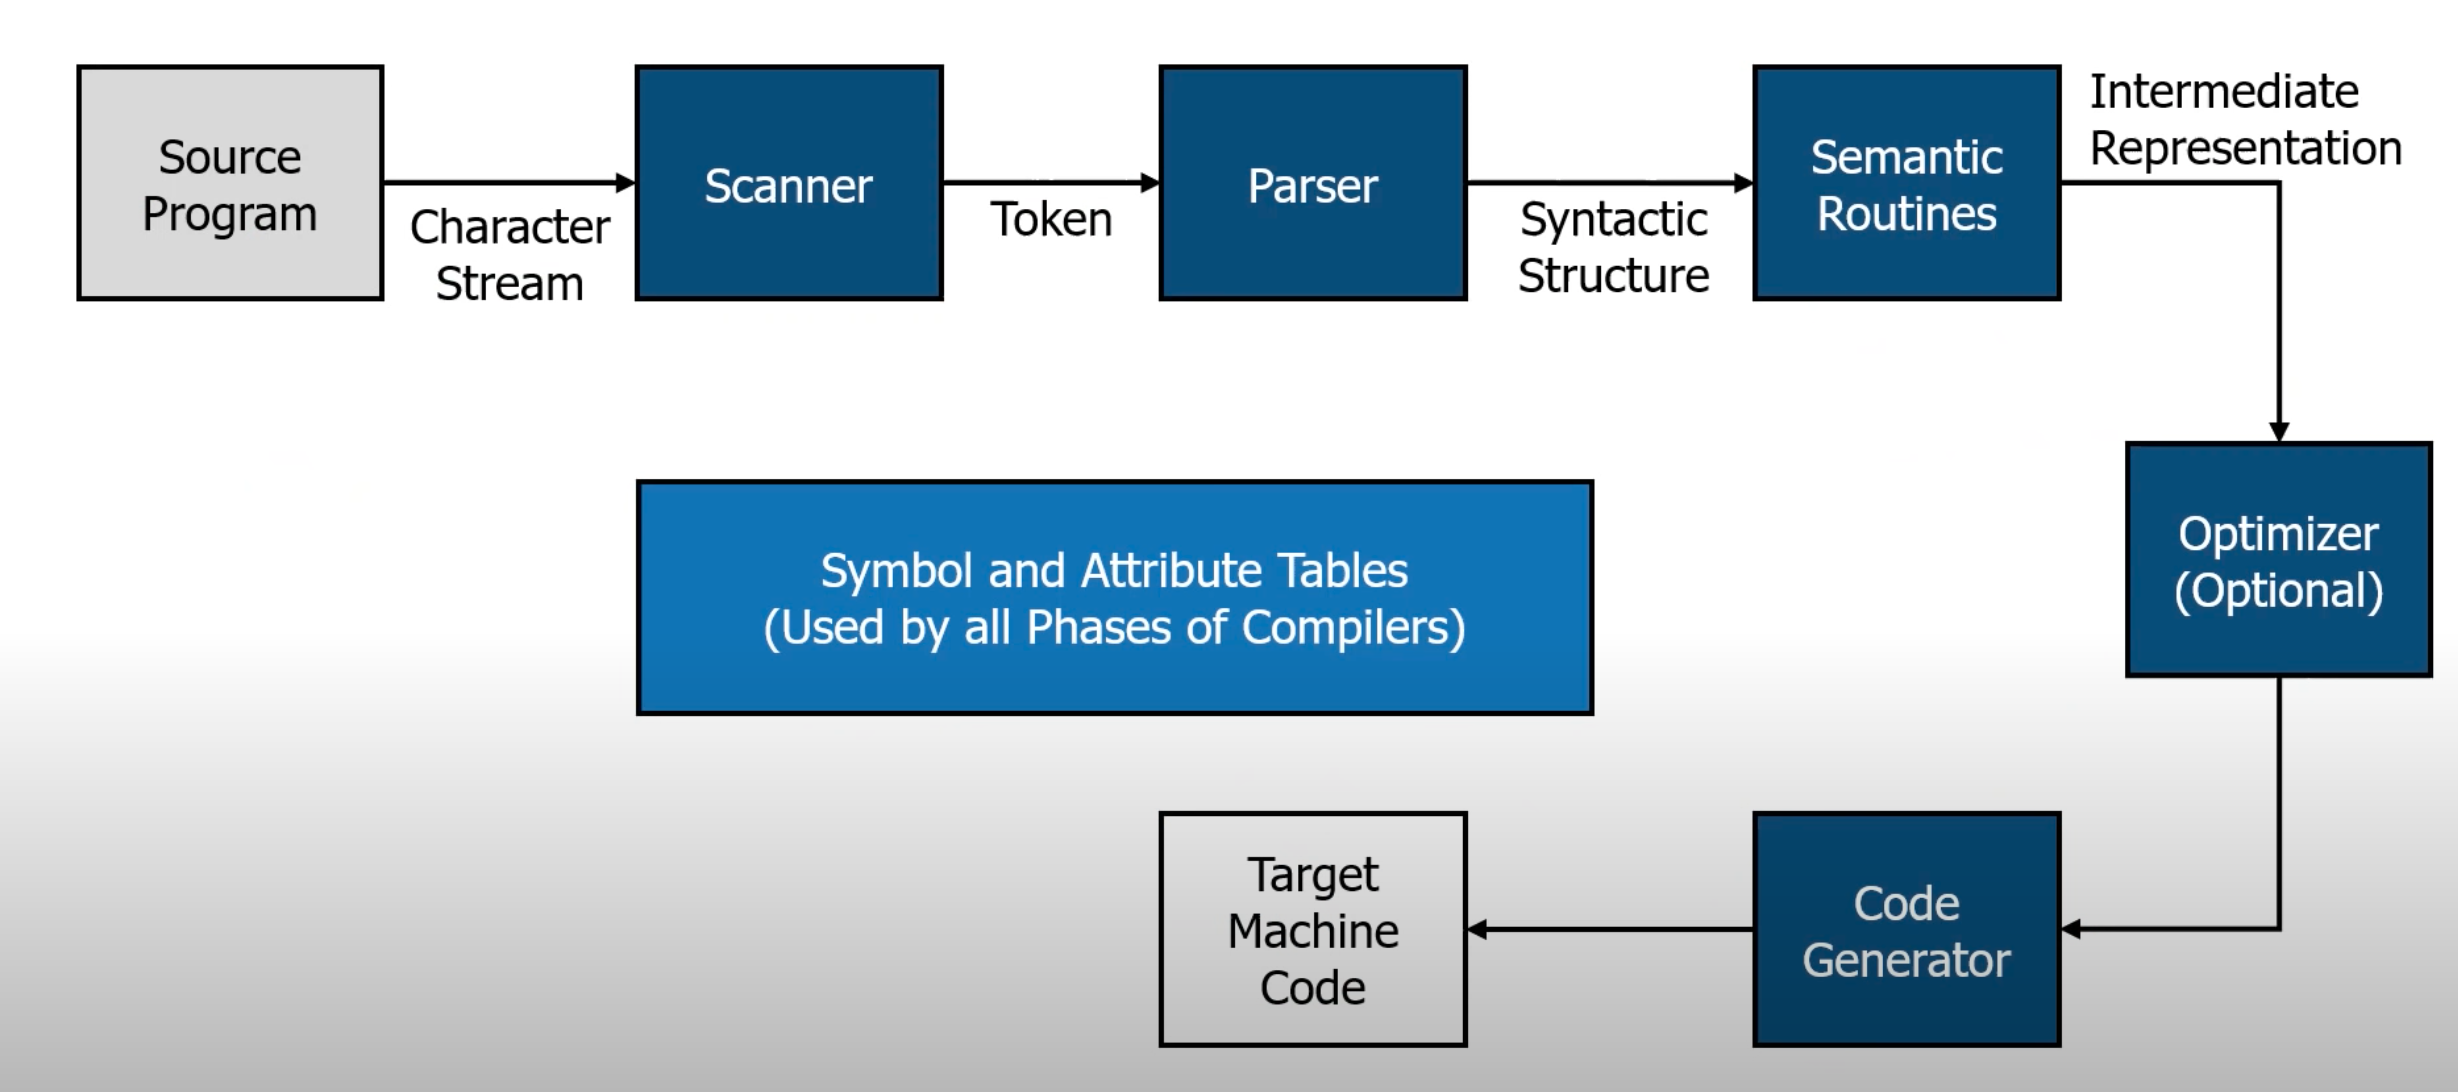 Source
Program
Character
Stream
Scanner
Token
Parser
Syntactic
Structure
Semantic
Routines
Intermediate
Representation
Optimizer
(Optional)
Symbol and Attribute Tables
(Used by all Phases of Compilers)
Code
Generator
Target
Machine
Code